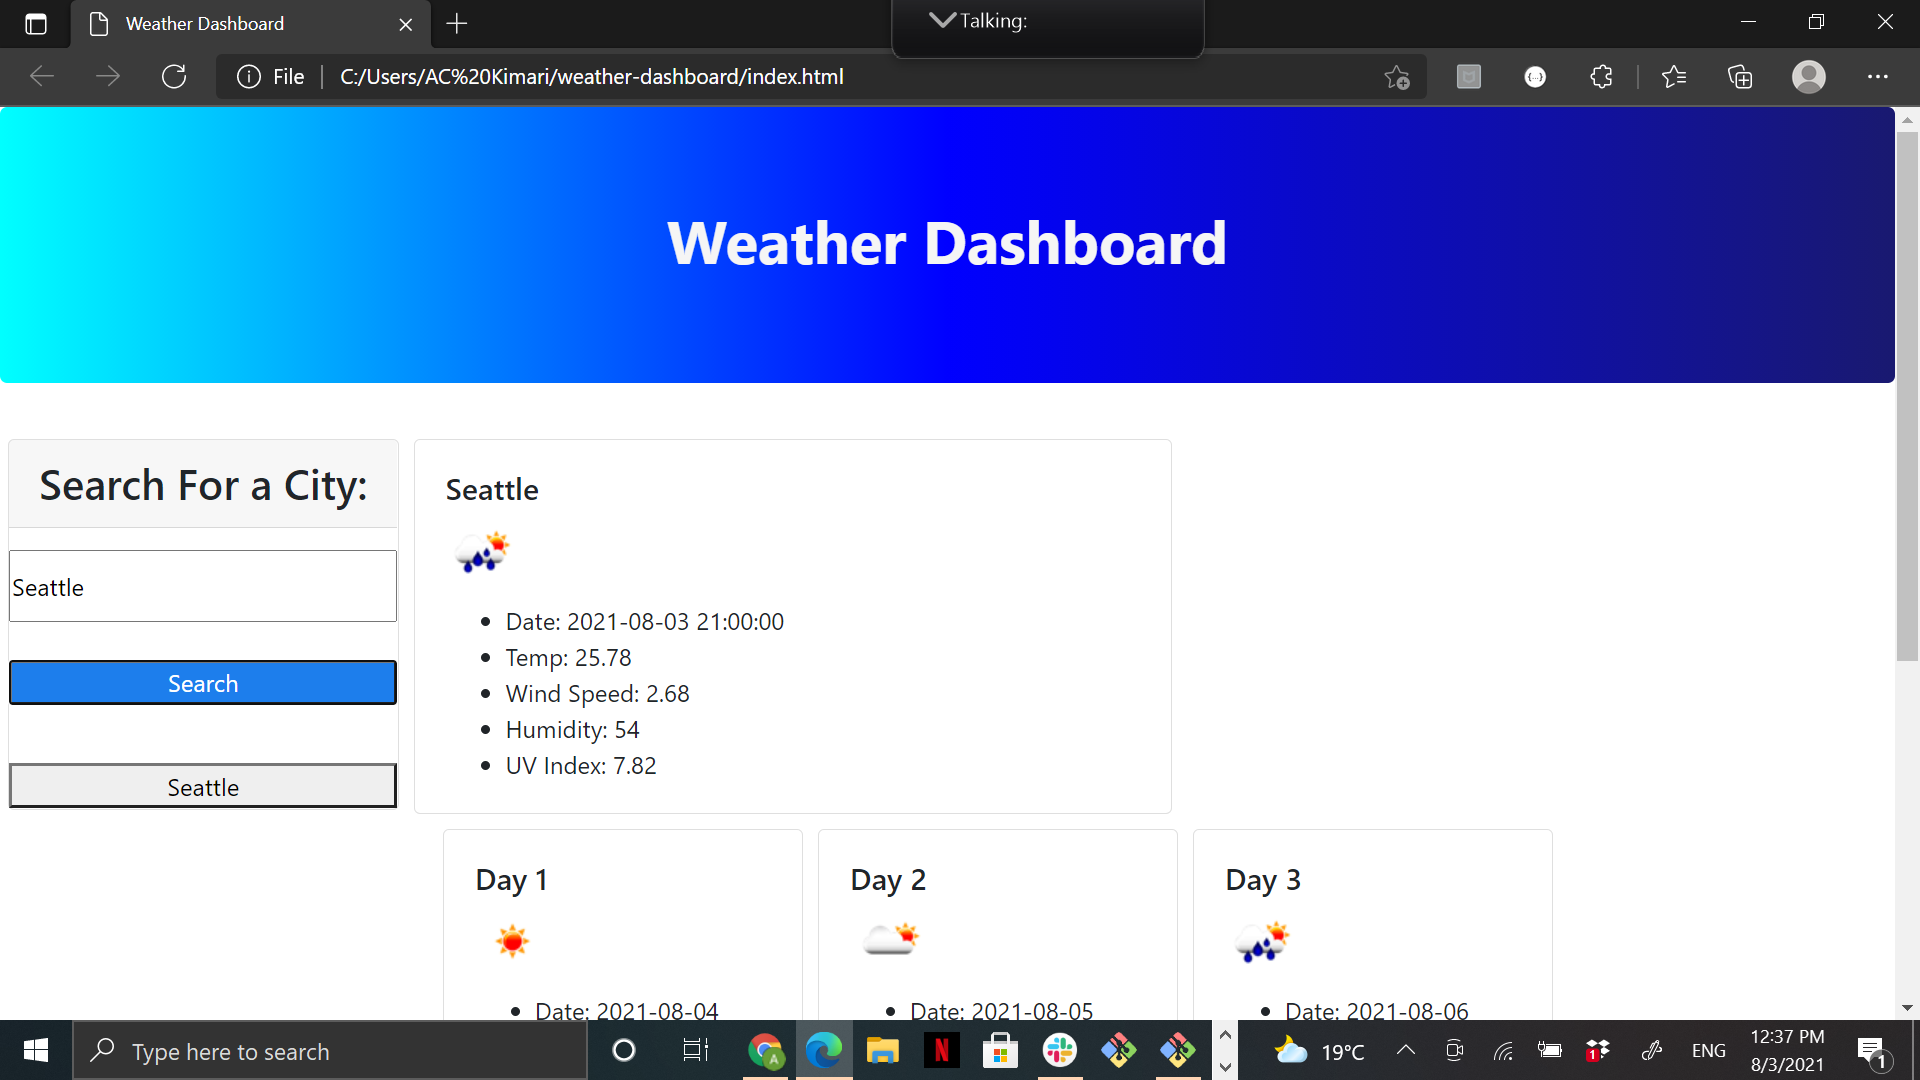 Weather Dashboard
Talking:
File
C:/Users/AC%20Kimari/weather-dashboard/index.html
Weather Dashboard
Search For a City:
Seattle
Search
Seattle
Seattle
Date: 2021-08-03 21:00:00
Temp: 25.78
Wind Speed: 2.68
Humidity: 54
UV Index: 7.82
Day 1
Date: 2021-08-04
Day 2
Date: 2021-08-05
Day 3
Date: 2021-08-06
Type here to search
A
N
19°C
1
ENG
12:37 PM
8/3/2021
1